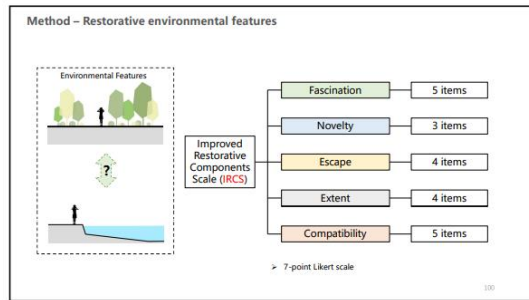 Method – Restorative environmental features
Environmental Features
?
Improved
Restorative
Components
Scale (IRCS)
Fascination
5 items
Novelty
3 items
Escape
4 items
Extent
4 items
Compatibility
5 items
➢ 7-point Likert scale
100